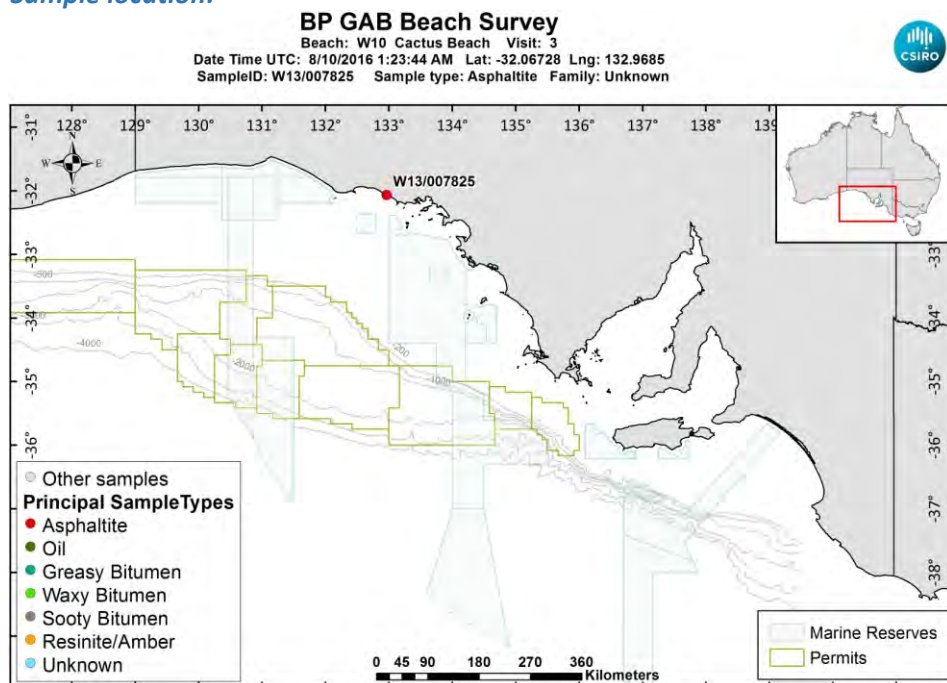 Sample location:
BP GAB Beach Survey
Beach: W10 Cactus Beach Visit: 3
Date Time UTC: 8/10/2016 1:23:44 AM Lat: -32.06728 Lng: 132.9685
SampleID: W13/007825 Sample type: Asphaltite Family: Unknown
CSIRO
128° 129° 130° 131° 132° 133° 134° 135° 136° 137° 138° 139
-31°
N
W E
S
W13/007825
-32°
-33°
-34°
-35°
-36°
-33°
-34°
-35°
-36°
-37°
-38°
-4000
-2000
-200
1000
Other samples
Principal SampleTypes
Asphaltite
Oil
Greasy Bitumen
Waxy Bitumen
Sooty Bitumen
Resinite/Amber
Unknown
0 45 90 180 270 360
Kilometers
Marine Reserves
Permits